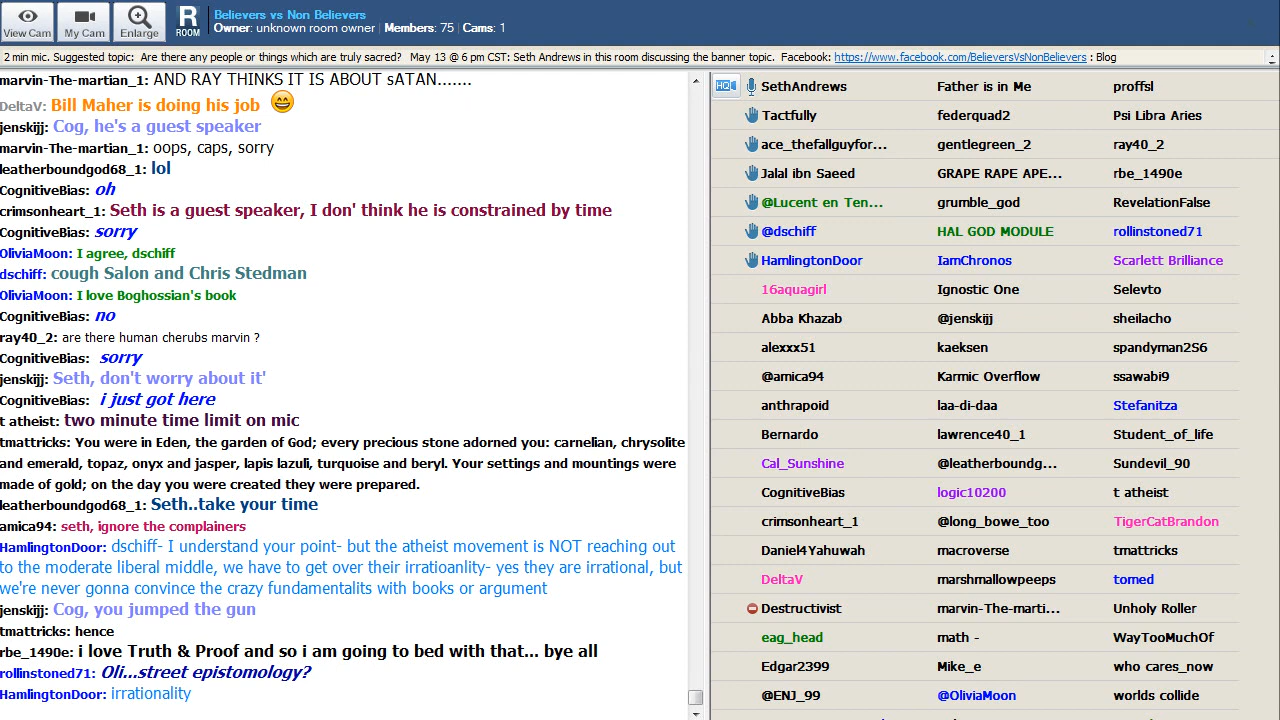 View Cam
My Cam
Enlarge
R
ROOM
Believers vs Non Believers
Owner: unknown room owner | Members: 75 | Cams: 1
2 min mic. Suggested topic: Are there any people or things which are truly sacred? May 13 @ 6 pm CST: Seth Andrews in this room discussing the banner topic. Facebook: https://www.facebook.com/BelieversVsNonBelievers : Blog
marvin-The-martian_1: AND RAY THINKS IT IS ABOUT sATAN.......
DeltaV: Bill Maher is doing his job
jenskijj: Cog, he's a guest speaker
marvin-The-martian_1: oops, caps, sorry
leatherboundgod68_1: lol
CognitiveBias: oh
crimsonheart_1: Seth is a guest speaker, I don' think he is constrained by time
CognitiveBias: sorry
OliviaMoon: I agree, dschiff
dschiff: cough Salon and Chris Stedman
OliviaMoon: I love Boghossian's book
CognitiveBias: no
ray40_2: are there human cherubs marvin ?
CognitiveBias: sorry
jenskijj: Seth, don't worry about it'
CognitiveBias: i just got here
t atheist: two minute time limit on mic
tmattricks: You were in Eden, the garden of God; every precious stone adorned you: carnelian, chrysolite
and emerald, topaz, onyx and jasper, lapis lazuli, turquoise and beryl. Your settings and mountings were
made of gold; on the day you were created they were prepared.
leatherboundgod68_1: Seth..take your time
amica94: seth, ignore the complainers
HamlingtonDoor: dschiff- I understand your point- but the atheist movement is NOT reaching out
to the moderate liberal middle, we have to get over their irratioanlity- yes they are irrational, but
we're never gonna convince the crazy fundamentalits with books or argument
jenskijj: Cog, you jumped the gun
tmattricks: hence
rbe_1490e: i love Truth & Proof and so i am going to bed with that... bye all
rollinstoned71: Oli...street epistomology?
HamlingtonDoor: irrationality
HQ
SethAndrews Father is in Me proffsl
Tactfully federquad2 Psi Libra Aries
ace_thefallguyfor... gentlegreen_2 ray40_2
Jalal ibn Saeed GRAPE RAPE APE... rbe_1490e
@Lucent en Ten... grumble_god RevelationFalse
@dschiff HAL GOD MODULE rollinstoned71
HamlingtonDoor IamChronos Scarlett Brilliance
16aquagirl Ignostic One Selevto
Abba Khazab @jenskijj sheilacho
alexxx51 kaeksen spandyman2S6
@amica94 Karmic Overflow ssawabi9
anthrapoid laa-di-daa Stefanitza
Bernardo lawrence40_1 Student_of_life
Cal_Sunshine @leatherboundg... Sundevil_90
CognitiveBias logic10200 t atheist
crimsonheart_1 @long_bowe_too TigerCatBrandon
Daniel4Yahuwah macroverse tmattricks
DeltaV marshmallowpeeps tomed
Destructivist marvin-The-marti... Unholy Roller
eag_head math - WayTooMuchOf
Edgar2399 Mike_e who cares_now
@ENJ_99 @OliviaMoon worlds collide